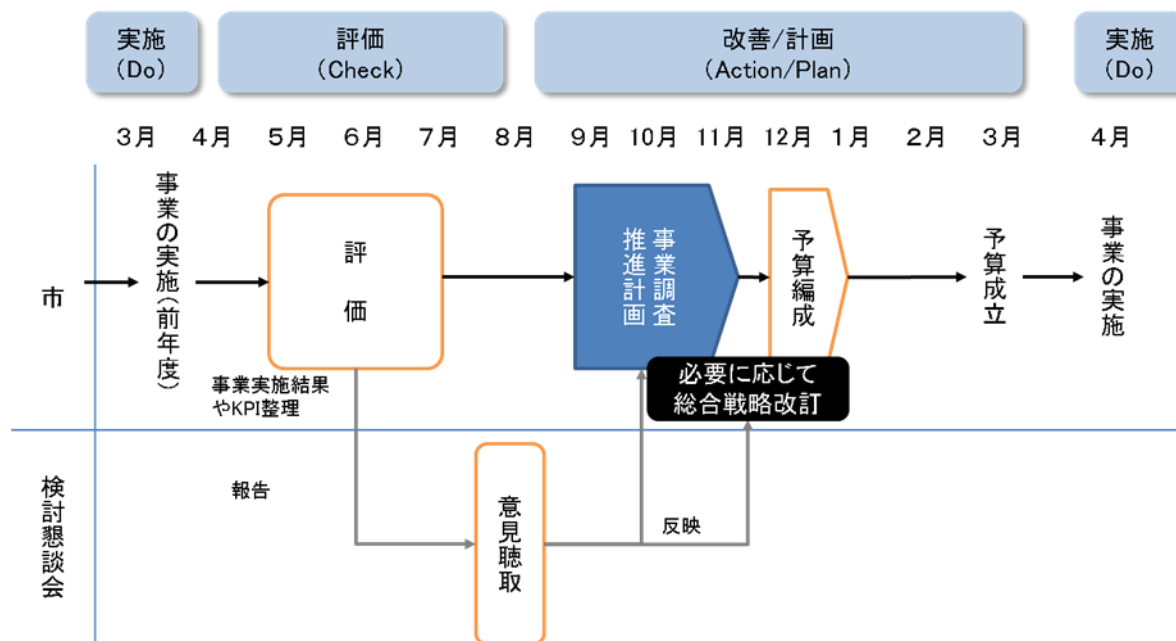 実施
(Do)
評価
(Check)
改善/計画
(Action/Plan)
実施
(Do)
3月
4月
5月
6月
7月
8月
9月
10月
11月
12月
1月
2月
3月
4月
市
事業の実施(前年度)
評価
事業調査
推進計画
予算編成
予算成立
事業の実施
必要に応じて
総合戦略改訂
事業実施結果
やKPI整理
検討懇談会
報告
意見聴取
反映